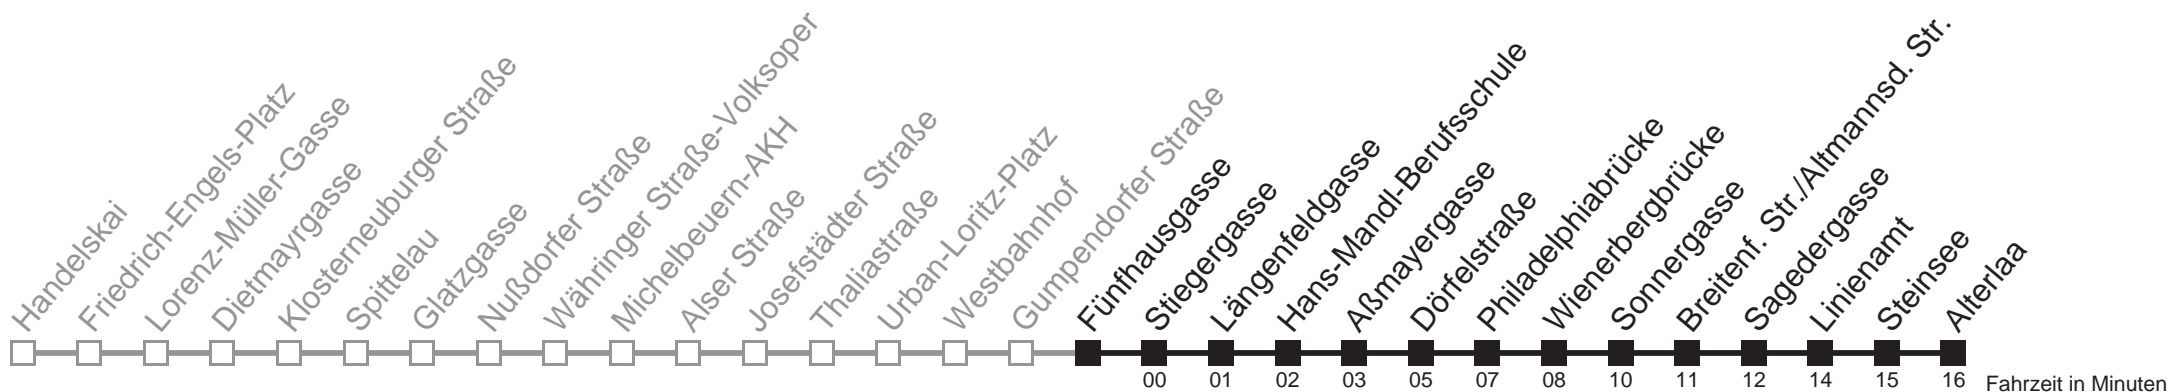 Handelskai
Friedrich-Engels-Platz
Lorenz-Müller-Gasse
Dietmayrgasse
Klosterneuburger Straße
Spittelau
Glatzgasse
Nußdorfer Straße
Währinger Straße-Volksoper
Michelbeuern-AKH
Alser Straße
Josefstädter Straße
Thaliastraße
Urban-Loritz-Platz
Westbahnhof
Gumpendorfer Straße
Fünfhausgasse
Stiegergasse
Längenfeldgasse
Hans-Mandl-Berufsschule
Aßmayergasse
Dörfelstraße
Philadelphiabrücke
Wienerbergbrücke
Sonnergasse
Breitenf. Str./Altmannsd. Str.
Sagedergasse
Linienamt
Steinsee
Alterlaa
00 01 02 03 05 07 08 10 11 12 14 15 16 Fahrzeit in Minuten